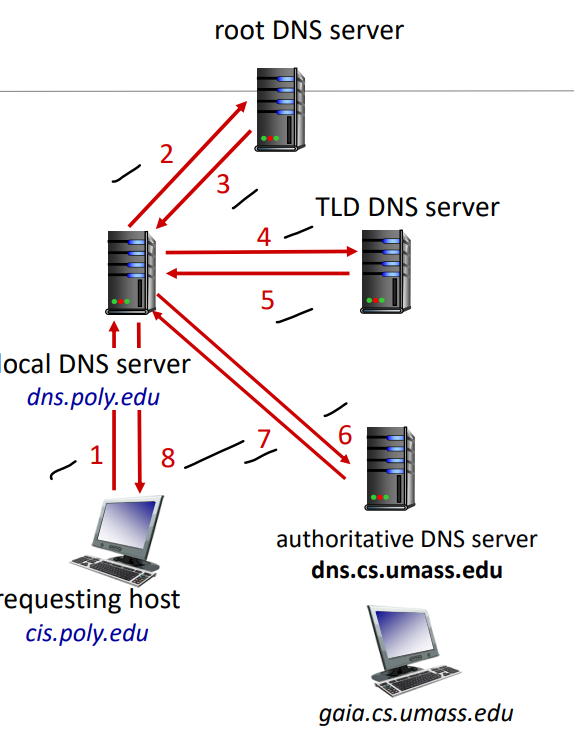 root DNS server
2
3
TLD DNS server
4
5
local DNS server
dns.poly.edu
1
8
7
6
authoritative DNS server
dns.cs.umass.edu
requesting host
cis.poly.edu
gaia.cs.umass.edu